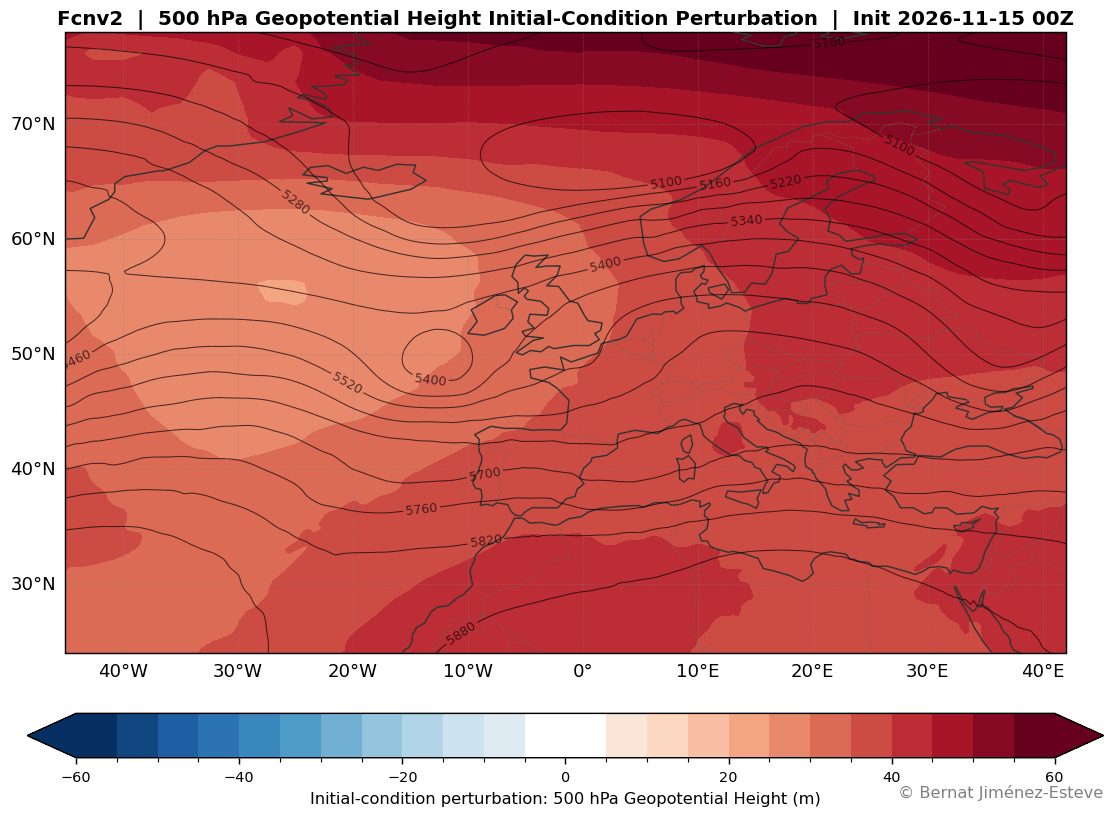 Fcnv2 | 500 hPa Geopotential Height Initial-Condition Perturbation | Init 2026-11-15 00Z
5160
70°N
5100
5100 5160 5220
5280
5340
60°N
5400
50°N
5460
5520 5400
40°N
5700
5760
5820
30°N
5880
40°W 30°W 20°W 10°W 0° 10°E 20°E 30°E 40°E
−60 −40 −20 0 20 40 60
Initial-condition perturbation: 500 hPa Geopotential Height (m)
© Bernat Jiménez-Esteve